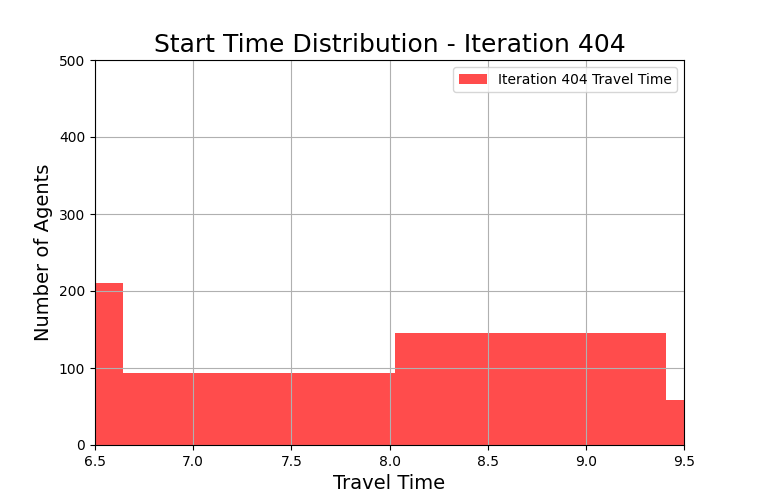 Start Time Distribution - Iteration 404
Iteration 404 Travel Time
Number of Agents
500
400
300
200
100
0
6.5 7.0 7.5 8.0 8.5 9.0 9.5
Travel Time